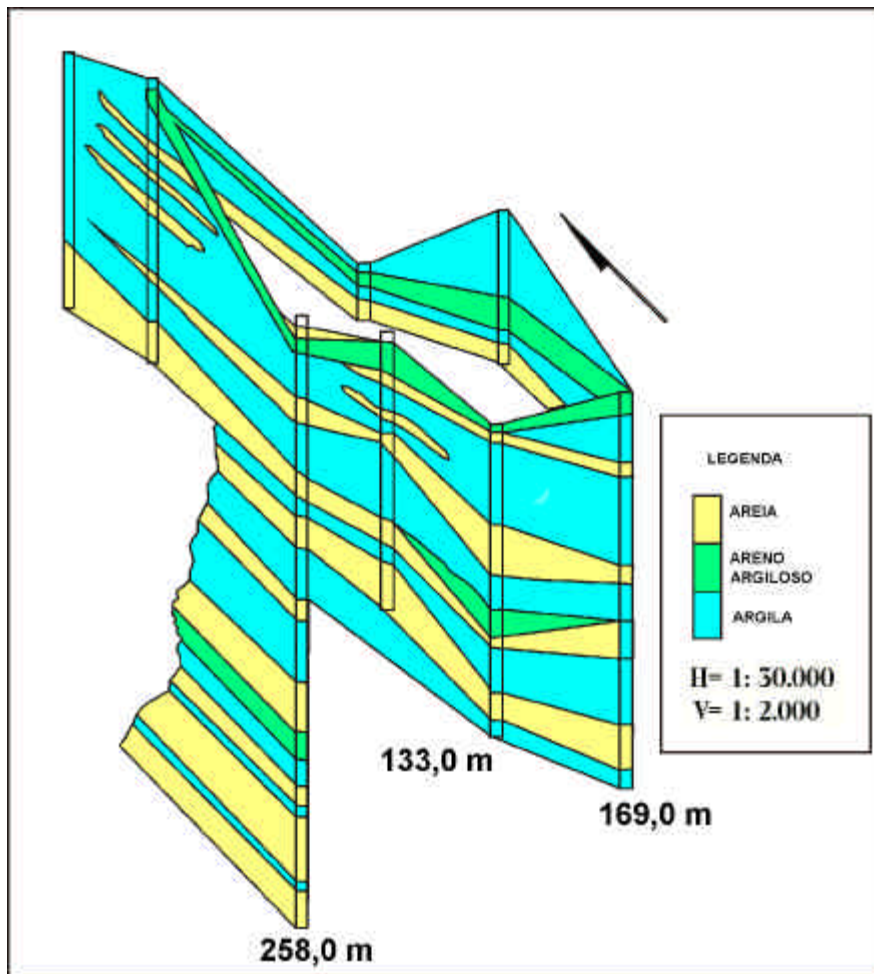 LEGENDA
AREIA
ARENO
ARGILOSO
ARGILA
H= 1: 30.000
V= 1: 2.000
133,0 m
169,0 m
258,0 m